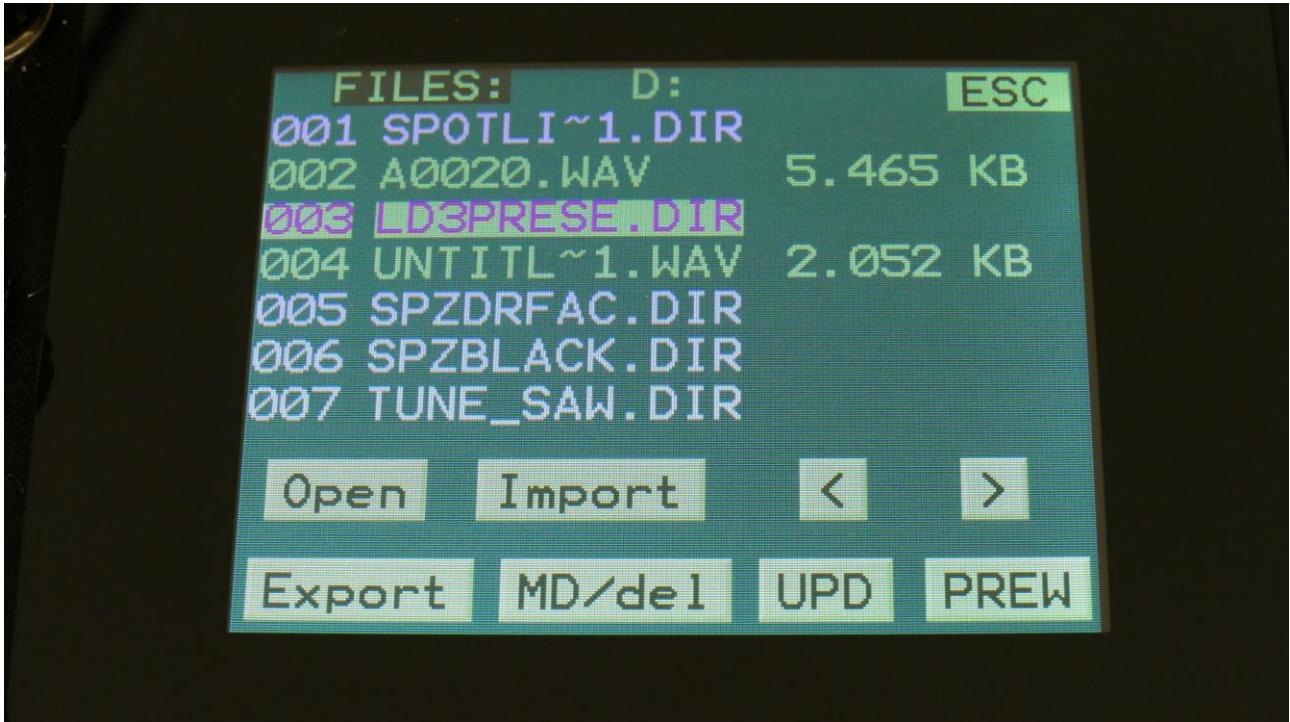 FILES: D: ESC
001 SPOTLI~1.DIR
002 A0020.WAV 5.465 KB
003 LD3PRESE.DIR
004 UNTITL~1.WAV 2.052 KB
005 SPZDRFAC.DIR
006 SPZBLACK.DIR
007 TUNE_SAW.DIR
Open Import < >
Export MD/del UPD PREW